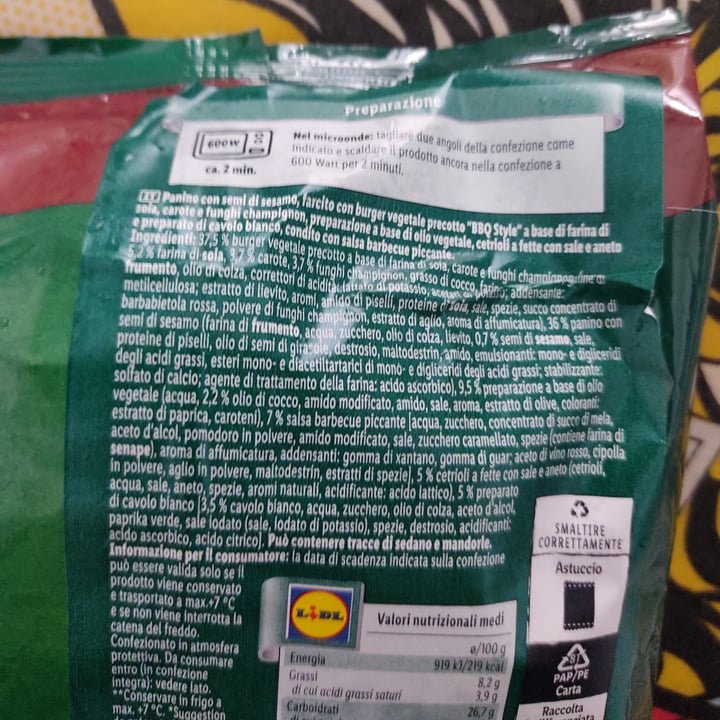 Preparazione
600W
ca. 2 min.
Nel microonde: tagliare due angoli della confezione come
indicato e scaldare il prodotto ancora nella confezione a
600 Watt per 2 minuti.
IT Panino con semi di sesamo, farcito con burger vegetale precotto "BBQ Style" a base di farina di
soia, carote e funghi champignon, preparazione a base di olio vegetale, cetrioli a fette con sale e aneto
e preparato di cavolo bianco, condito con salsa barbecue piccante.
Ingredienti: 37,5 % burger vegetale precotto a base di farina di soia, carote e funghi champignon
5,2 % farina di soia, 3,7 % carote, 3,7 % funghi champignon, grasso di cocco, farina di
frumento, olio di colza, correttori di acidità: lattato di potassio, acetati di potassio; addensante:
metilcellulosa; estratto di lievito, aromi, amido di piselli, proteine di soia, sale, spezie, succo concentrato di
barbabietola rossa, polvere di funghi champignon, estratto di aglio, aroma di affumicatura], 36 % panino con
semi di sesamo (farina di frumento, acqua, zucchero, olio di colza, lievito, 0,7 % semi di sesamo, sale,
proteine di piselli, olio di semi di girasole, destrosio, maltodestrin, amido, emulsionanti: mono- e digliceridi
degli acidi grassi, esteri mono- e diacetiltartarici di mono- e digliceridi degli acidi grassi; stabilizzante:
solfato di calcio; agente di trattamento della farina: acido ascorbico), 9,5 % preparazione a base di olio
vegetale (acqua, 2,2 % olio di cocco, amido modificato, amido, sale, aroma, estratto di olive, coloranti:
estratto di paprica, caroteni), 7 % salsa barbecue piccante [acqua, zucchero, concentrato di succo di mela,
aceto d'alcol, pomodoro in polvere, amido modificato, sale, zucchero caramellato, spezie (contiene farina di
senape), aroma di affumicatura, addensanti: gomma di xantano, gomma di guar; aceto di vino rosso, cipolla
in polvere, aglio in polvere, maltodestrin, estratti di spezie], 5 % cetrioli a fette con sale e aneto (cetrioli,
acqua, sale, aneto, spezie, aromi naturali, acidificante: acido lattico), 5 % preparato
di cavolo bianco [3,5 % cavolo bianco, acqua, zucchero, olio di colza, aceto d'alcol,
paprika verde, sale iodato (sale, iodato di potassio), spezie, destrosio, acidificanti:
acido ascorbico, acido citrico]. Può contenere tracce di sedano e mandorle.
Informazione per il consumatore: la data di scadenza indicata sulla confezione
può essere valida solo se il
prodotto viene conservato
e trasportato a max.+7 °C
e se non viene interrotta la
catena del freddo.
Confezionato in atmosfera
protettiva. Da consumare
entro (in confezione
integra): vedere lato.
**Conservare in frigo a
max. +7 °C. *Suggestion
LIDL
Valori nutrizionali medi
ø/100 g
Energia 919 kJ/219 kcal
Grassi 8,2 g
di cui acidi grassi saturi 3,9 g
Carboidrati 26,7 g
SMALTIRE
CORRETTAMENTE
Astuccio
81
PAP/PE
Carta
Raccolta